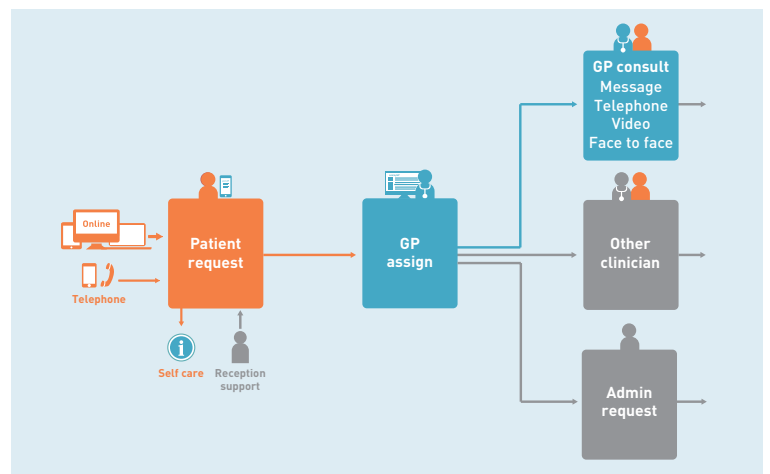 GP consult
Message
Telephone
Video
Face to face
Online
Patient
request
GP
assign
Other
clinician
Telephone
Self care
Reception
support
Admin
request